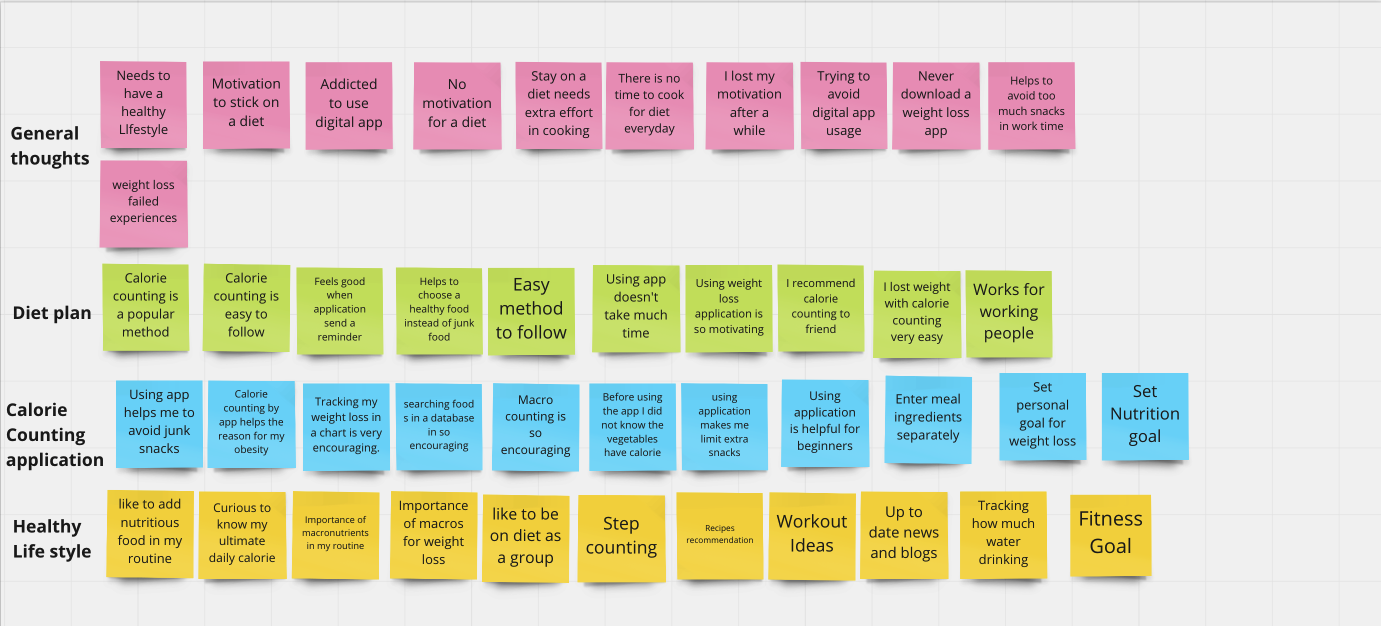 General
thoughts
Needs to
have a
healthy
LIfestyle
Motivation
to stick on
a diet
Addicted
to use
digital app
No
motivation
for a diet
Stay on a
diet needs
extra effort
in cooking
There is no
time to cook
for diet
everyday
I lost my
motivation
after a
while
Trying to
avoid
digital app
usage
Never
download a
weight loss
app
Helps to
avoid too
much snacks
in work time
weight loss
failed
experiences
Diet plan
Calorie
counting is
a popular
method
Calorie
counting is
easy to
follow
Feels good
when
application
send a
reminder
Helps to
choose a
healthy food
instead of junk
food
Easy
method
to follow
Using app
doesn't
take much
time
Using weight
loss
application is
so motivating
I recommend
calorie
counting to
friend
I lost weight
with calorie
counting
very easy
Works for
working
people
Calorie
Counting
application
Using app
helps me to
avoid junk
snacks
Calorie
counting by
app helps the
reason for my
obesity
Tracking my
weight loss in
a chart is very
encouraging.
searching food
s in a database
in so
encouraging
Macro
counting is
so
encouraging
Before using
the app I did
not know the
vegetables
have calorie
using
application
makes me
limit extra
snacks
Using
application
is helpful for
beginners
Enter meal
ingredients
separately
Set
personal
goal for
weight loss
Set
Nutrition
goal
Healthy
Life style
like to add
nutritious
food in my
routine
Curious to
know my
ultimate
daily calorie
Importance of
macronutrients
in my routine
Importance
of macros
for weight
loss
like to be
on diet as
a group
Step
counting
Recipes
recommendation
Workout
Ideas
Up to
date news
and blogs
Tracking
how much
water
drinking
Fitness
Goal